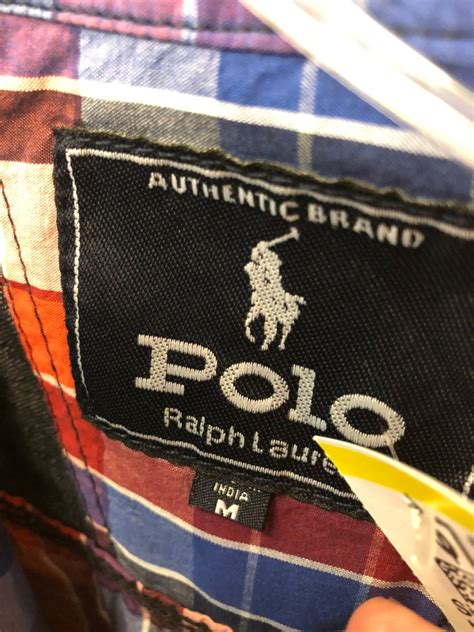 AUTHENTIC BRAND
POLO
Ralph Laure
INDIA
M